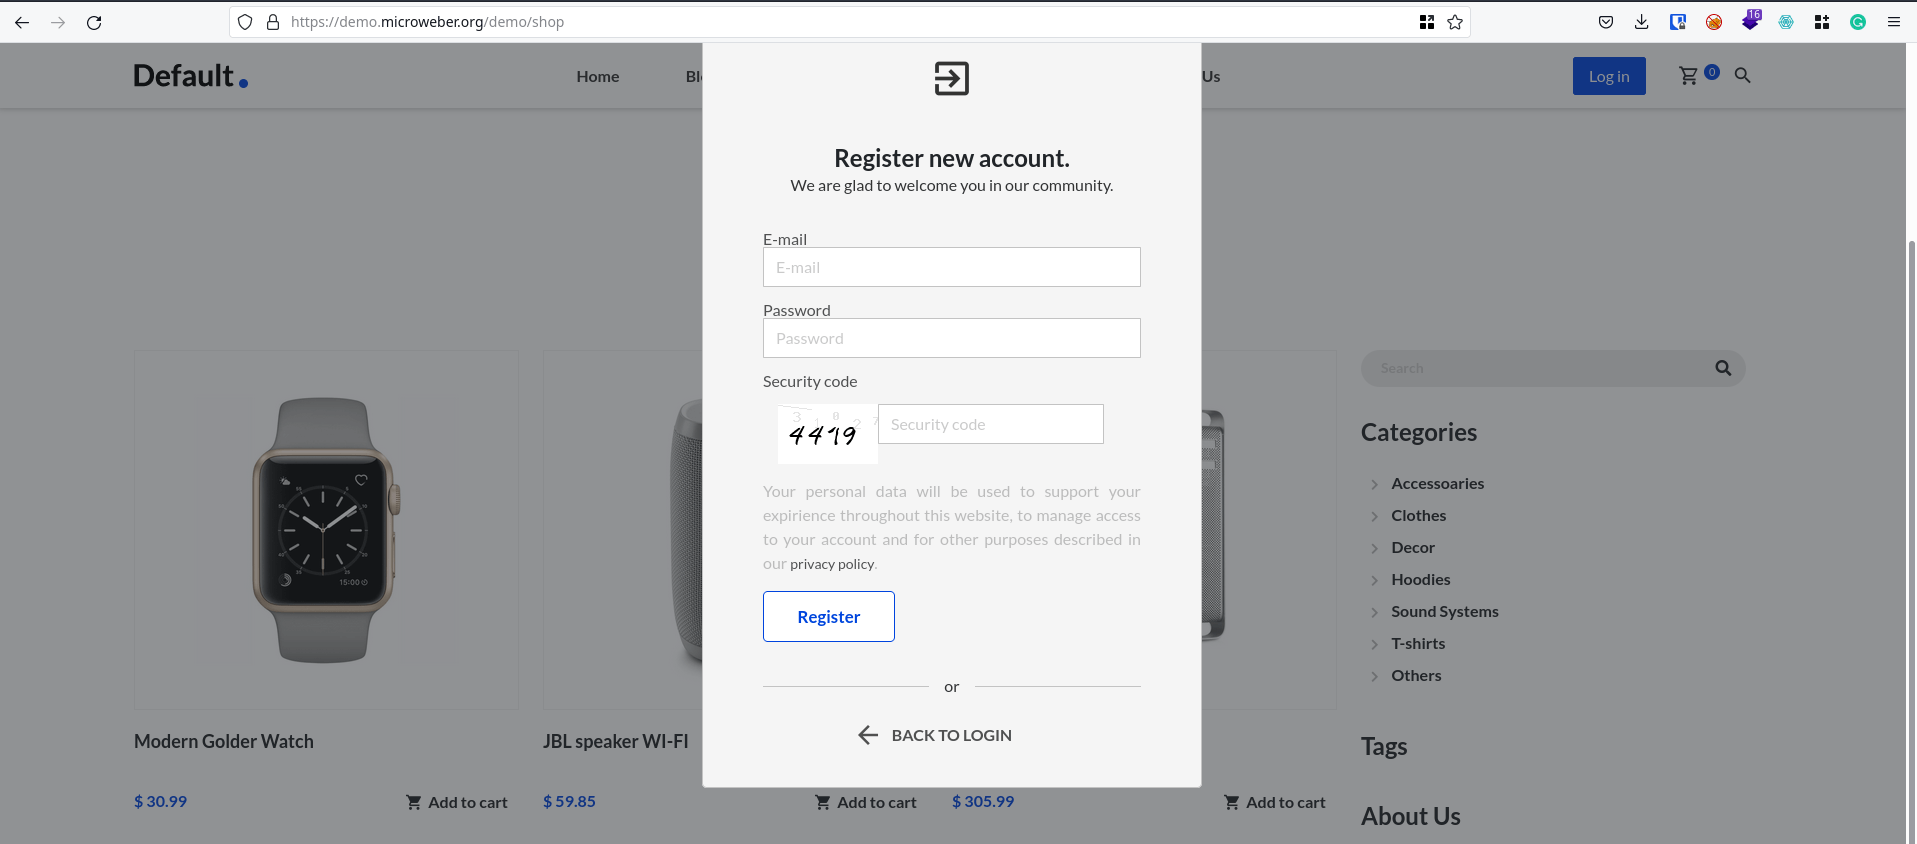 https://demo.microweber.org/demo/shop
16
Default.
Home
Us
Log in
0
Register new account.
We are glad to welcome you in our community.
E-mail
E-mail
Password
Password
Security code
4419
Security code
Your personal data will be used to support your
expirience throughout this website, to manage access
to your account and for other purposes described in
our privacy policy.
Register
or
BACK TO LOGIN
15:00
Modern Golder Watch
$ 30.99
Add to cart
JBL speaker WI-FI
$ 59.85
Add to cart
$ 305.99
Add to cart
Search
Categories
Accessoaries
Clothes
Decor
Hoodies
Sound Systems
T-shirts
Others
Tags
About Us